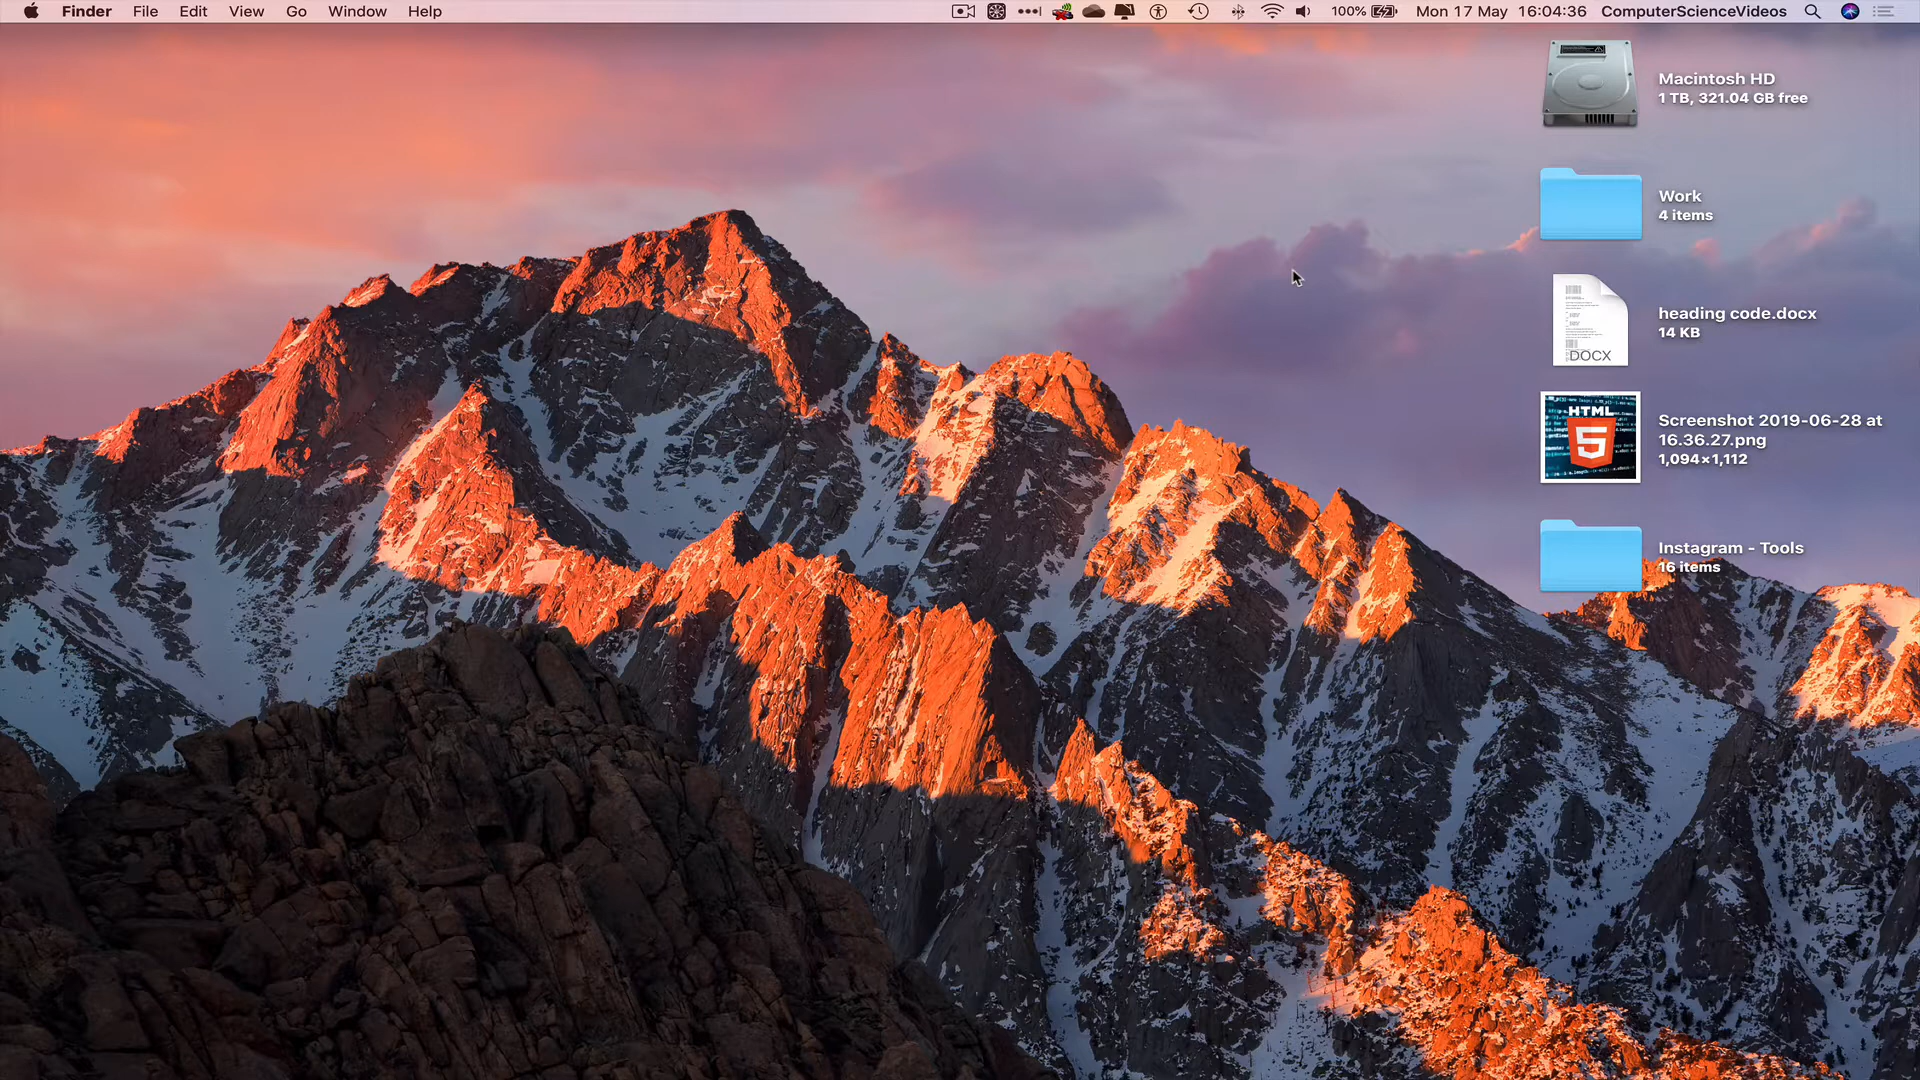 Finder File Edit View Go Window Help 100% Mon 17 May 16:04:36 ComputerScienceVideos
Macintosh HD
1 TB, 321.04 GB free
Work
4 items
heading code.docx
14 KB
DOCX
HTML
5
Screenshot 2019-06-28 at
16.36.27.png
1,094×1,112
Instagram - Tools
16 items